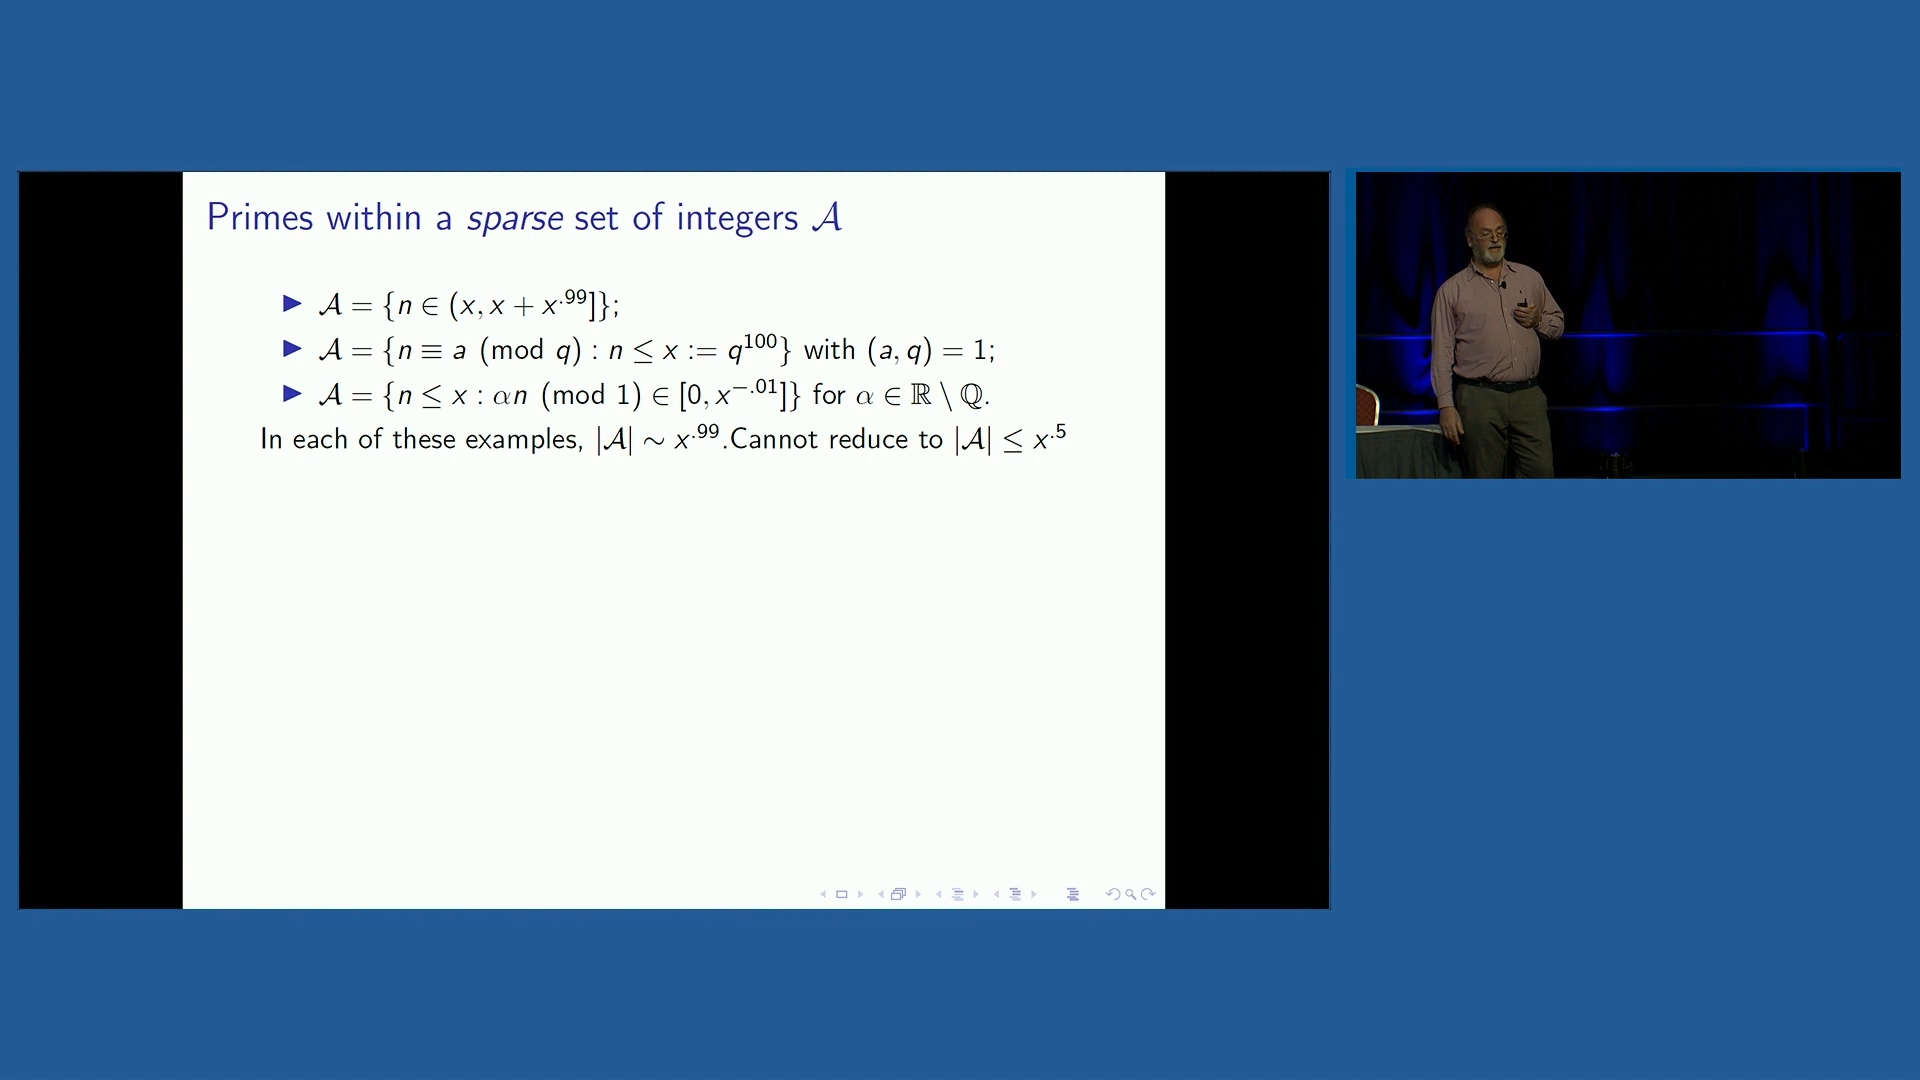 Primes within a sparse set of integers 𝒜
▶ 𝒜 = {n ∈ (x, x + x^{.99}]};
▶ 𝒜 = {n ≡ a (mod q) : n ≤ x := q^{100}} with (a, q) = 1;
▶ 𝒜 = {n ≤ x : αn (mod 1) ∈ [0, x^{−.01}]} for α ∈ ℝ \ ℚ.
In each of these examples, |𝒜| ∼ x^{.99}.Cannot reduce to |𝒜| ≤ x^{.5}